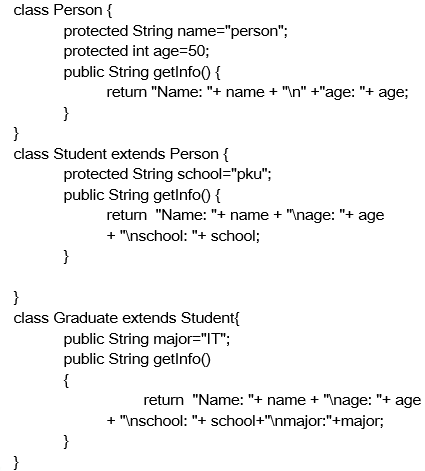 class Person {
protected String name="person";
protected int age=50;
public String getInfo() {
return "Name: "+ name + "\n" +"age: "+ age;
}
}
class Student extends Person {
protected String school="pku";
public String getInfo() {
return  "Name: "+ name + "\nage: "+ age
+ "\nschool: "+ school;
}
}
class Graduate extends Student{
public String major="IT";
public String getInfo()
{
return  "Name: "+ name + "\nage: "+ age
+ "\nschool: "+ school+"\nmajor:"+major;
}
}